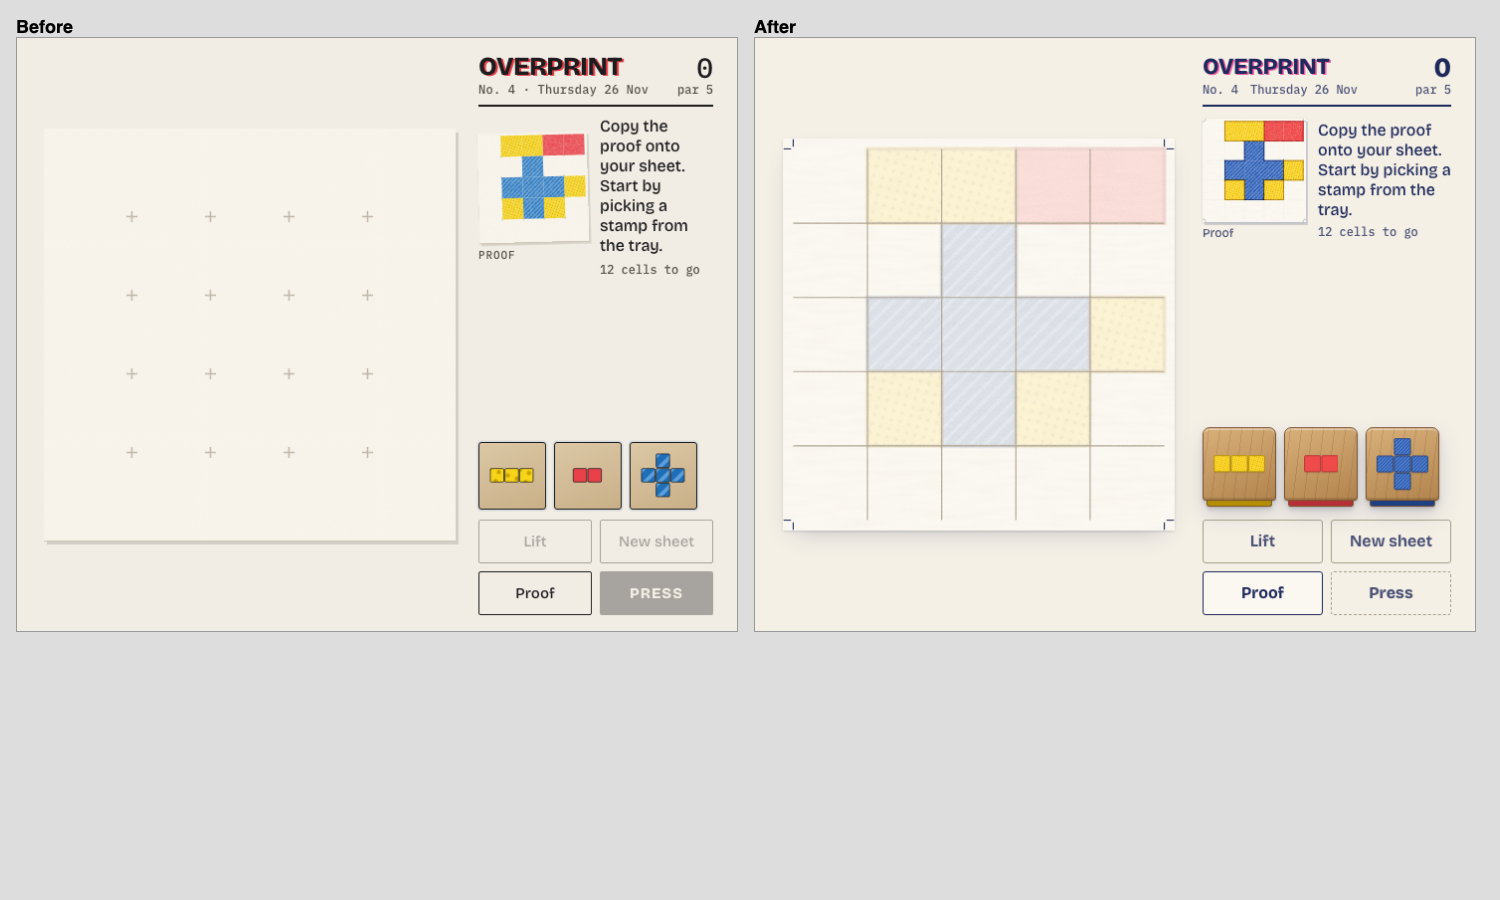 Before
OVERPRINT 0
No. 4 · Thursday 26 Nov par 5
Copy the
proof onto
your sheet.
Start by
picking a
stamp from
the tray.
PROOF
12 cells to go
Lift New sheet
Proof PRESS
After
OVERPRINT 0
No. 4 Thursday 26 Nov par 5
Copy the proof
onto your sheet.
Start by picking a
stamp from the
tray.
Proof
12 cells to go
Lift New sheet
Proof Press